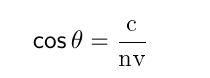 cos θ = c/nv